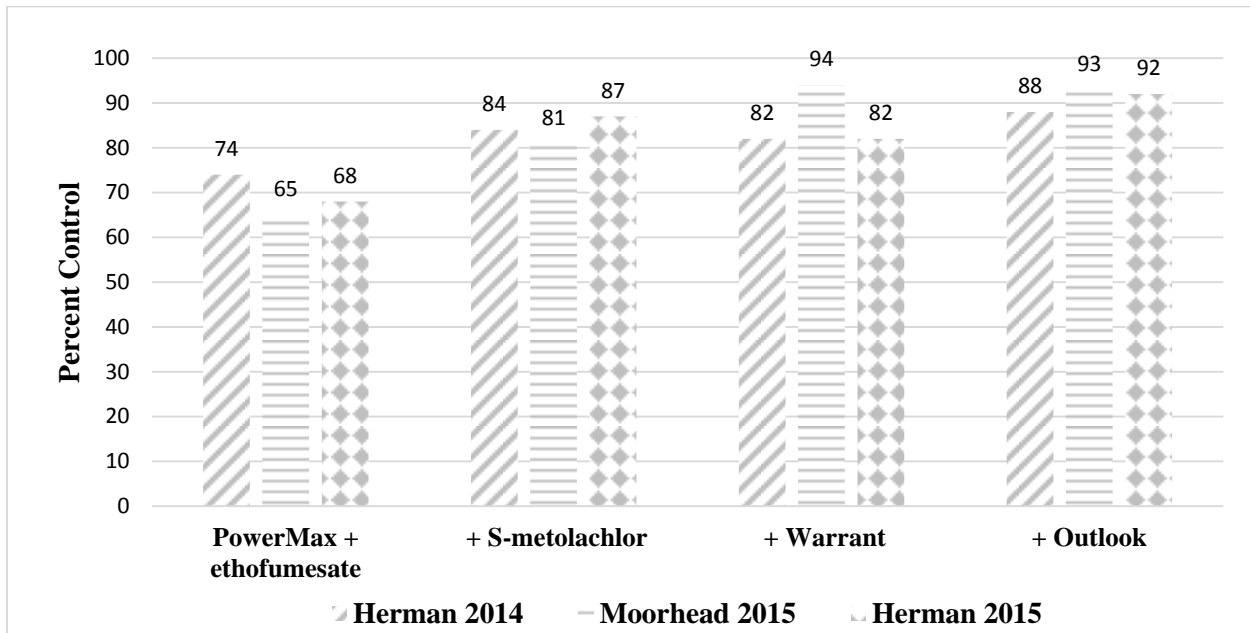 100
90
80
70
60
50
40
30
20
10
0
Percent Control
74
65
68
84
81
87
82
94
82
88
93
92
PowerMax +
ethofumesate
+ S-metolachlor
+ Warrant
+ Outlook
Herman 2014
Moorhead 2015
Herman 2015